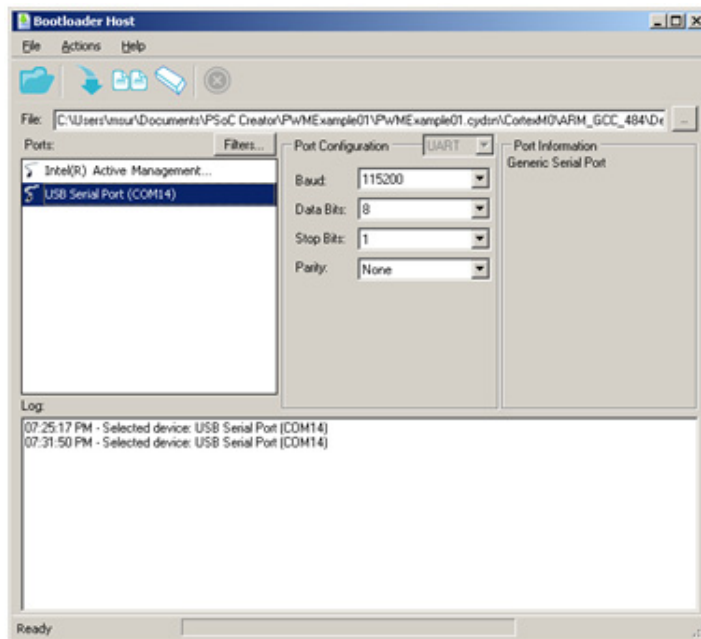 Bootloader Host
File Actions Help
File: C:\Users\msur\Documents\PSoC Creator\PWMExample01\PWMExample01.cydsn\CortexM0\ARM_GCC_484\De ...
Ports: Filters...
Intel(R) Active Management...
USB Serial Port (COM14)
Port Configuration UART
Baud: 115200
Data Bits: 8
Stop Bits: 1
Parity: None
Port Information
Generic Serial Port
Log:
07:25:17 PM - Selected device: USB Serial Port (COM14)
07:31:50 PM - Selected device: USB Serial Port (COM14)
Ready